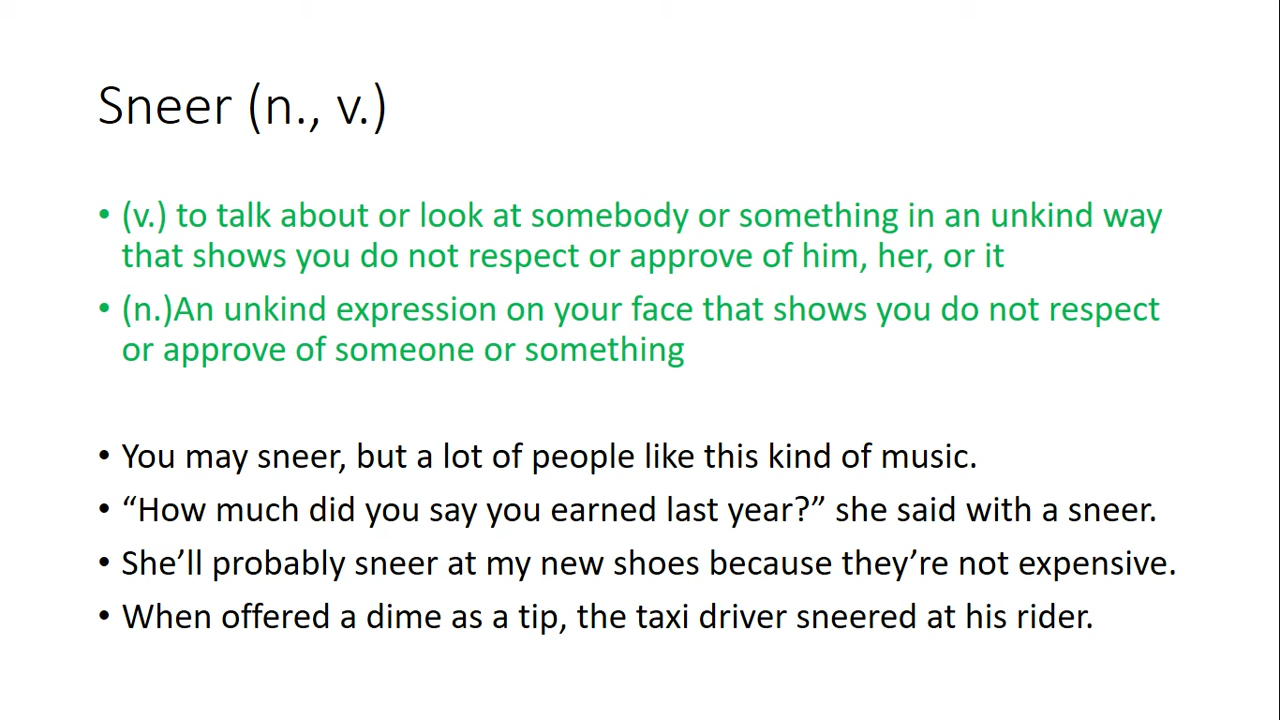 Sneer (n., v.)
• (v.) to talk about or look at somebody or something in an unkind way
that shows you do not respect or approve of him, her, or it
• (n.)An unkind expression on your face that shows you do not respect
or approve of someone or something
• You may sneer, but a lot of people like this kind of music.
• “How much did you say you earned last year?” she said with a sneer.
• She’ll probably sneer at my new shoes because they’re not expensive.
• When offered a dime as a tip, the taxi driver sneered at his rider.